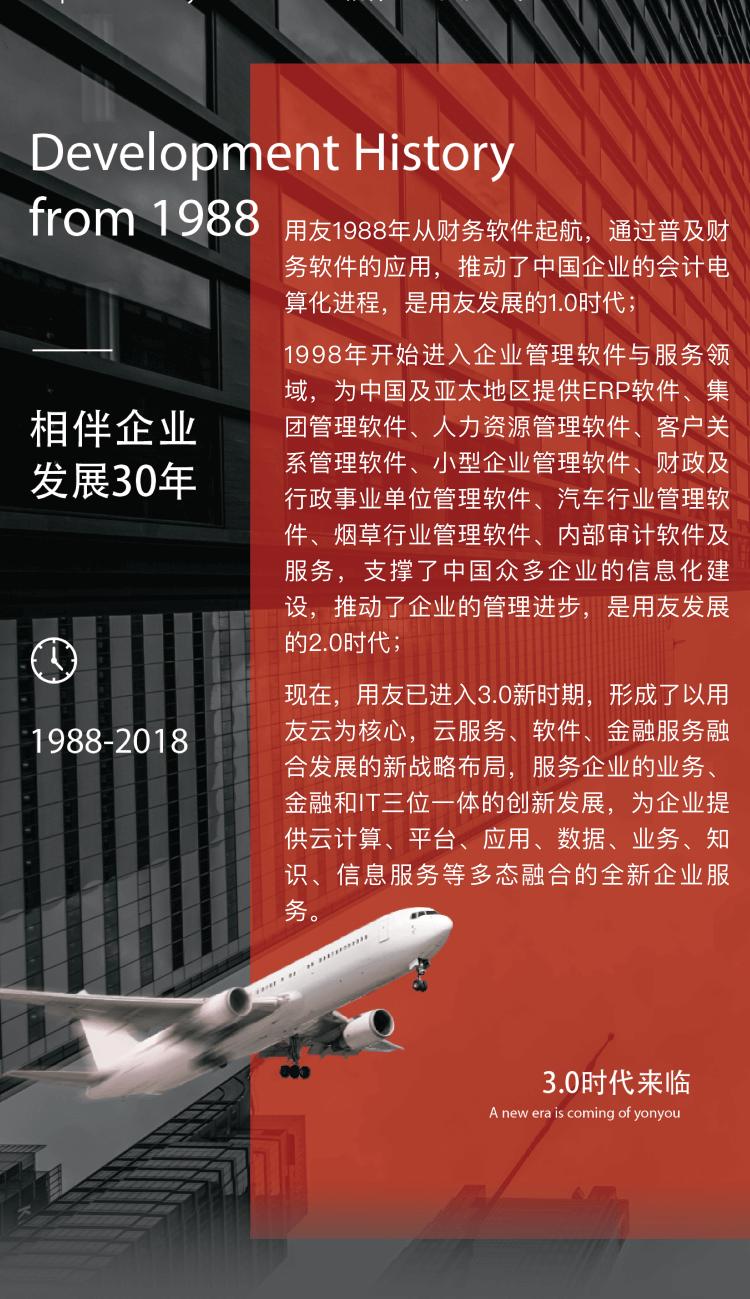 Development History
from 1988
相伴企业
发展30年
1988-2018
用友1988年从财务软件起航，通过普及财
务软件的应用，推动了中国企业的会计电
算化进程，是用友发展的1.0时代；
1998年开始进入企业管理软件与服务领
域，为中国及亚太地区提供ERP软件、集
团管理软件、人力资源管理软件、客户关
系管理软件、小型企业管理软件、财政及
行政事业单位管理软件、汽车行业管理软
件、烟草行业管理软件、内部审计软件及
服务，支撑了中国众多企业的信息化建
设，推动了企业的管理进步，是用友发展
的2.0时代；
现在，用友已进入3.0新时期，形成了以用
友云为核心，云服务、软件、金融服务融
合发展的新战略布局，服务企业的业务、
金融和IT三位一体的创新发展，为企业提
供云计算、平台、应用、数据、业务、知
识、信息服务等多态融合的全新企业服
务。
3.0时代来临
A new era is coming of yonyou